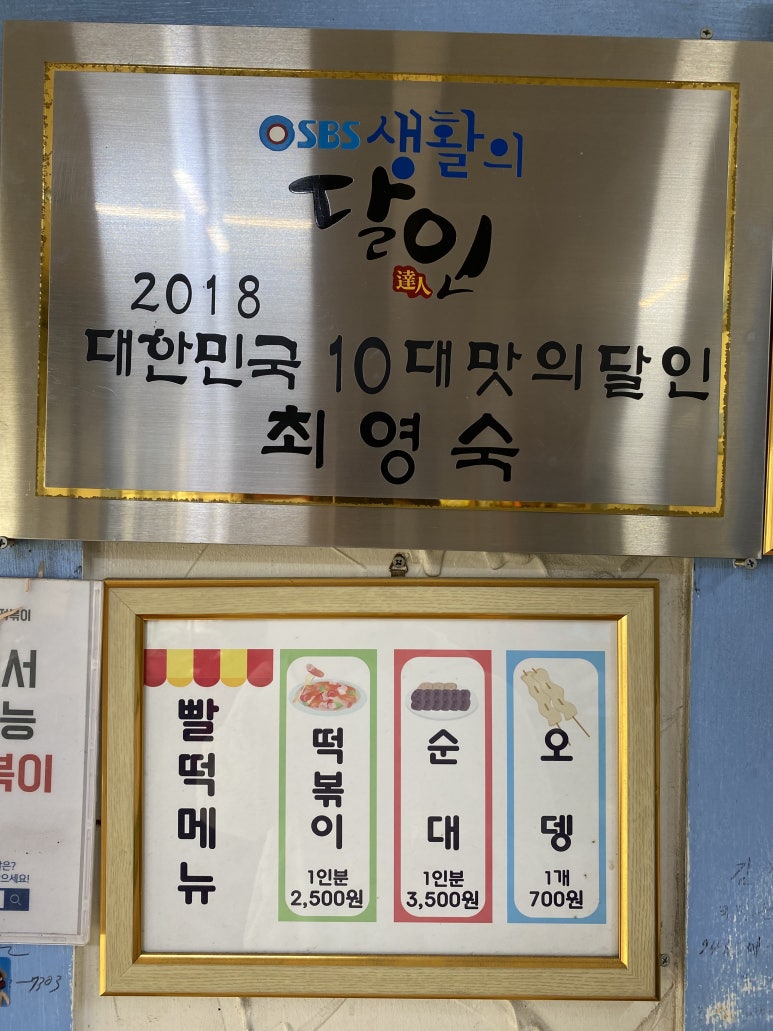 SBS 생활의
달인
達人
2018
대한민국 10대 맛의달인
최영숙
빨떡메뉴
떡볶이
1인분
2,500원
순대
1인분
3,500원
오뎅
1개
700원
서
능
볶이